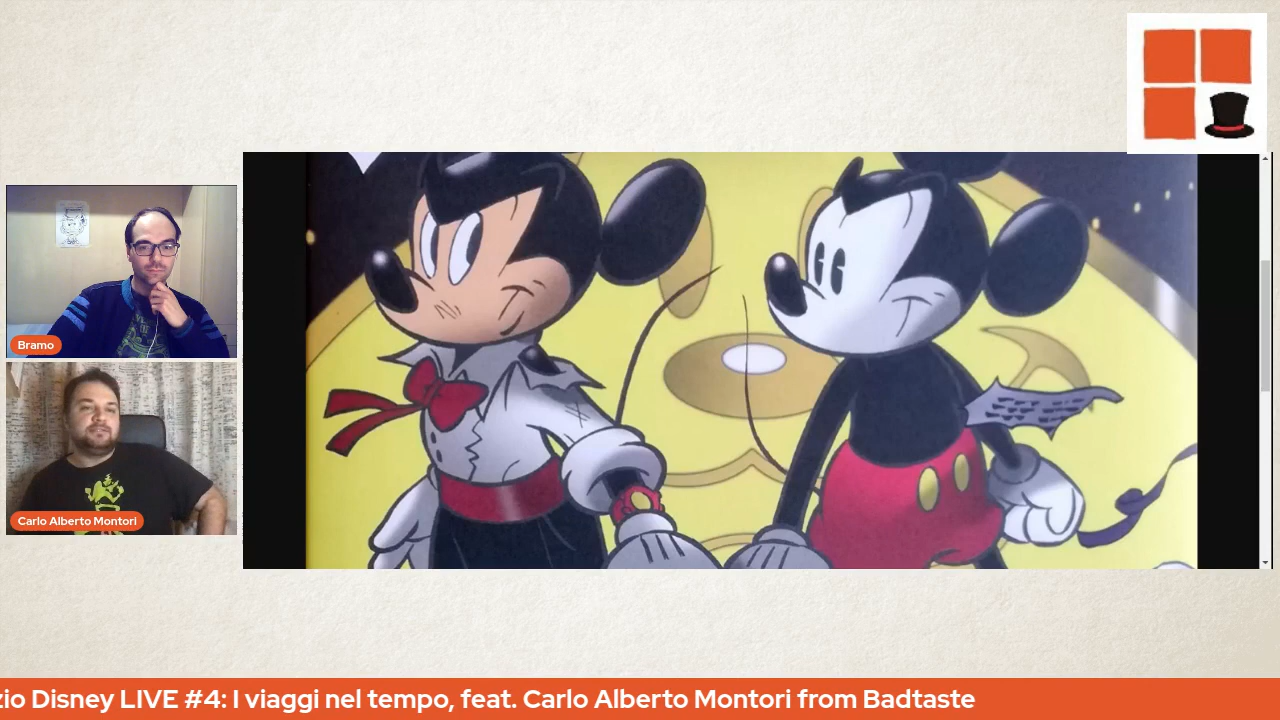 Bramo
Carlo Alberto Montori
zio Disney LIVE #4: I viaggi nel tempo, feat. Carlo Alberto Montori from Badtaste